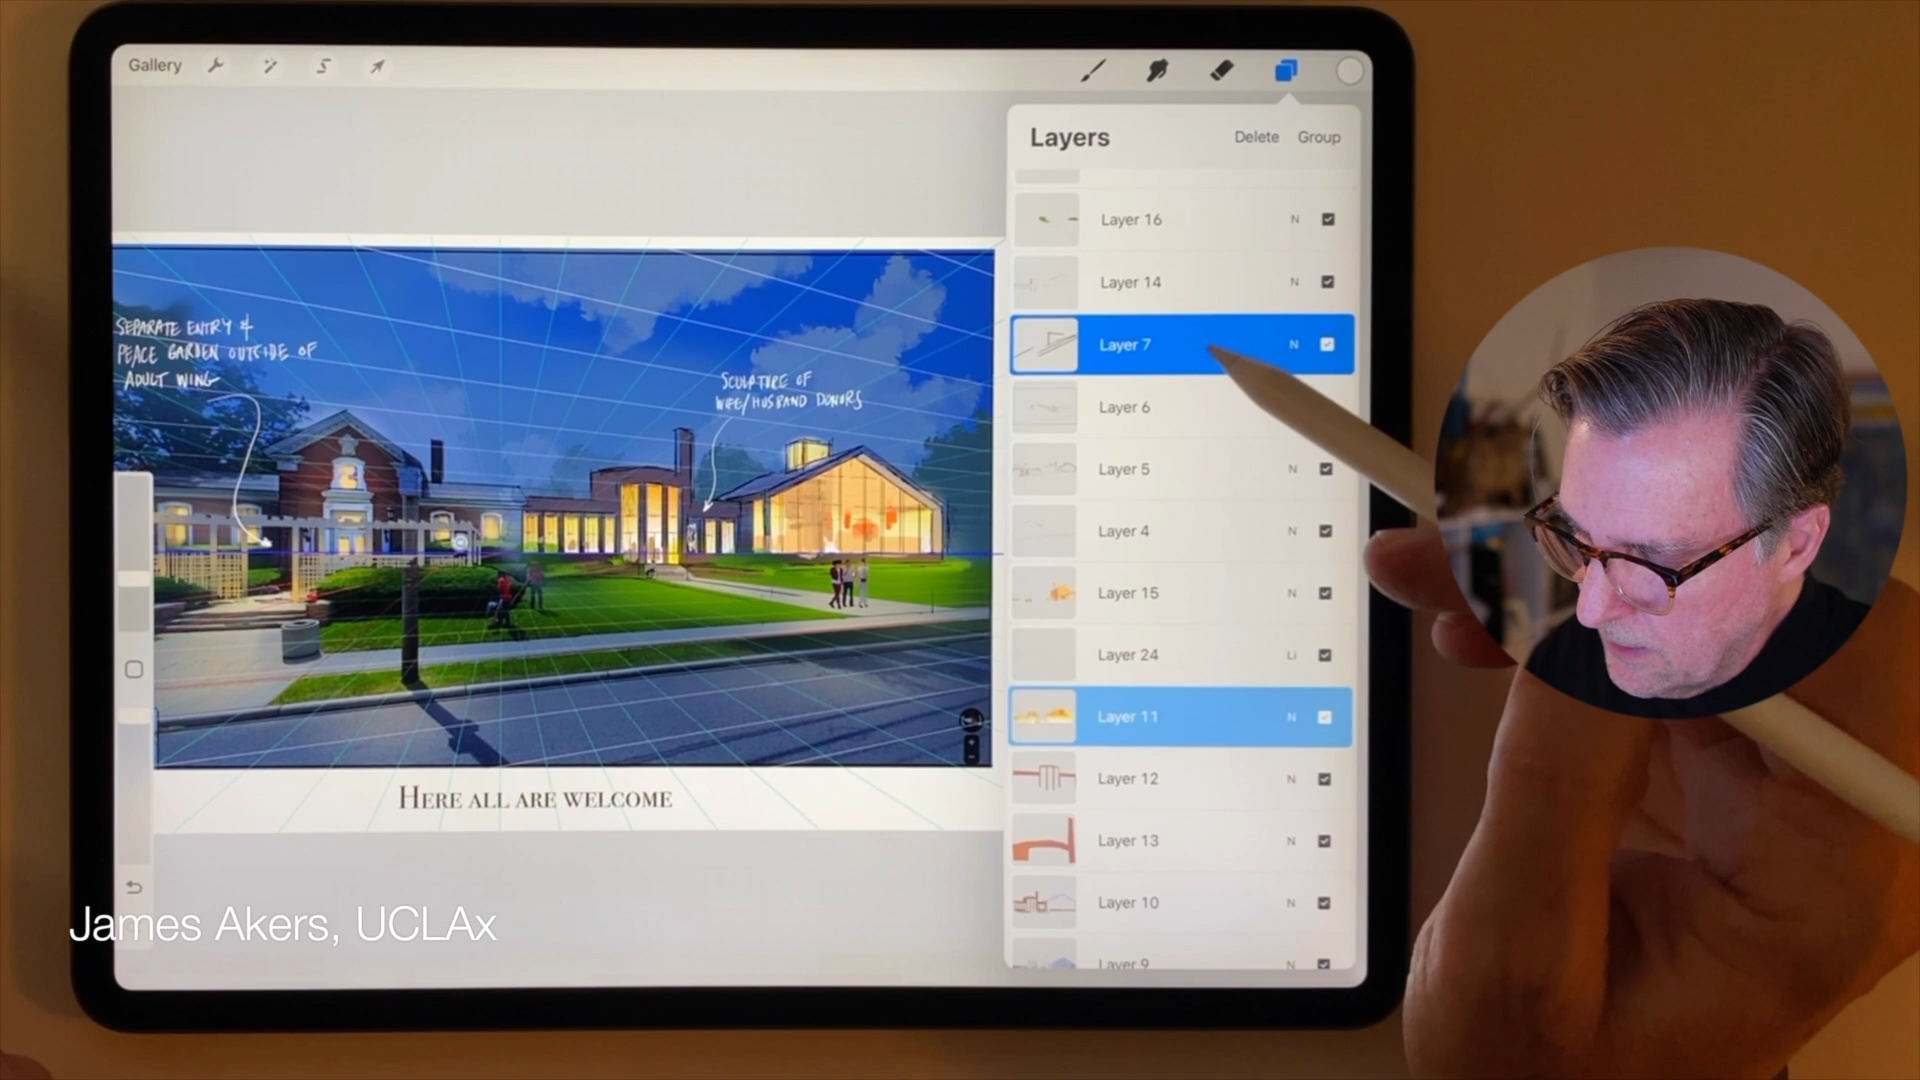 Gallery
Layers
Delete
Group
Layer 16
N
Layer 14
N
Layer 7
N
Layer 6
Layer 5
N
Layer 4
N
Layer 15
N
Layer 24
Li
Layer 11
N
Layer 12
N
Layer 13
N
Layer 10
N
Layer 9
N
SEPARATE ENTRY &
PEACE GARDEN OUTSIDE OF
ADULT WING
SCULPTURE OF
WIFE/HUSBAND DONORS
HERE ALL ARE WELCOME
James Akers, UCLAx